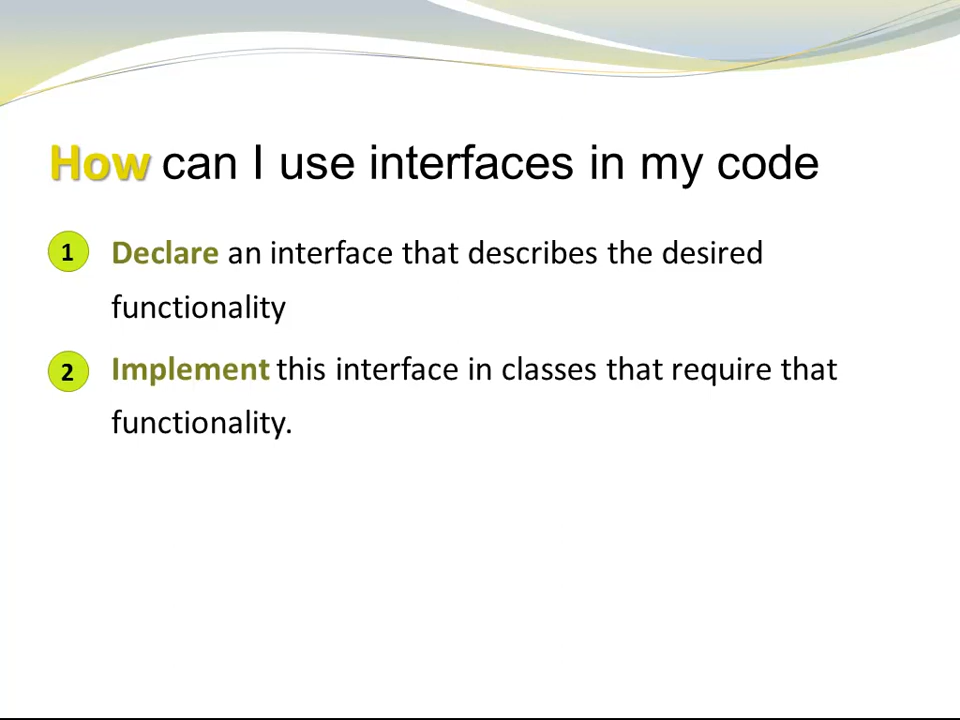 How can I use interfaces in my code
1 Declare an interface that describes the desired
functionality
2 Implement this interface in classes that require that
functionality.